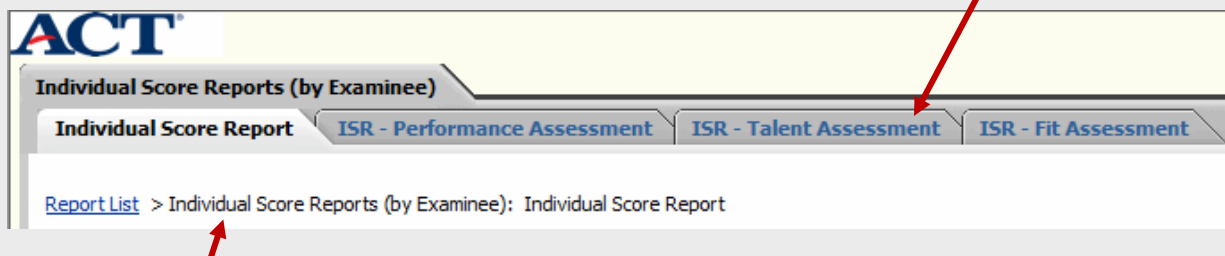 ACT
Individual Score Reports (by Examinee)
Individual Score Report ISR - Performance Assessment ISR - Talent Assessment ISR - Fit Assessment
Report List > Individual Score Reports (by Examinee): Individual Score Report